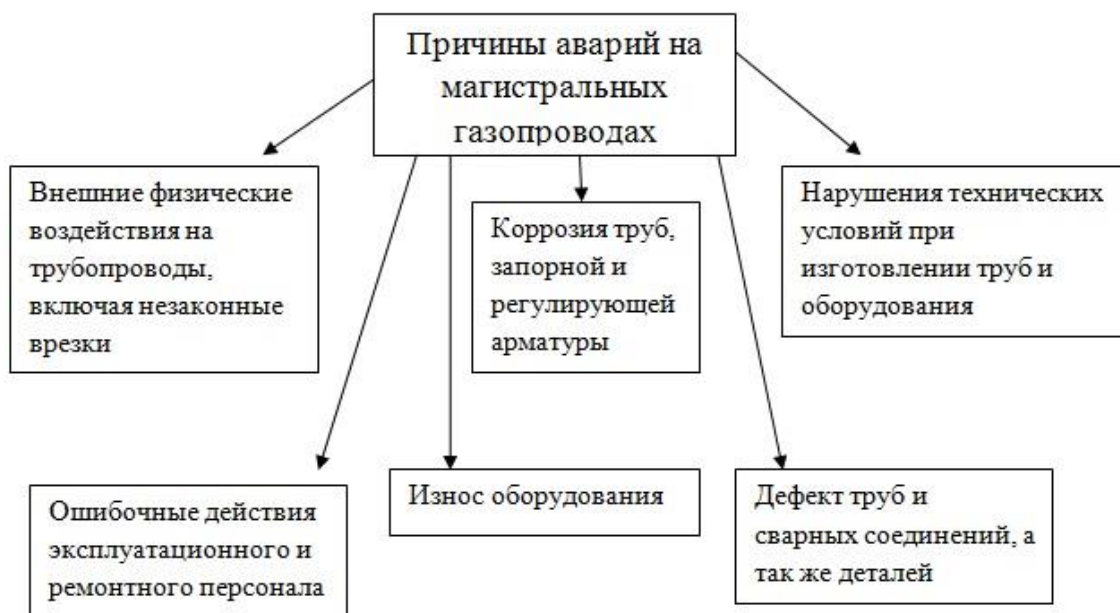 Причины аварий на
магистральных
газопроводах
Внешние физические
воздействия на
трубопроводы,
включая незаконные
врезки
Коррозия труб,
запорной и
регулирующей
арматуры
Нарушения технических
условий при
изготовлении труб и
оборудования
Ошибочные действия
эксплуатационного и
ремонтного персонала
Износ оборудования
Дефект труб и
сварных соединений, а
так же деталей